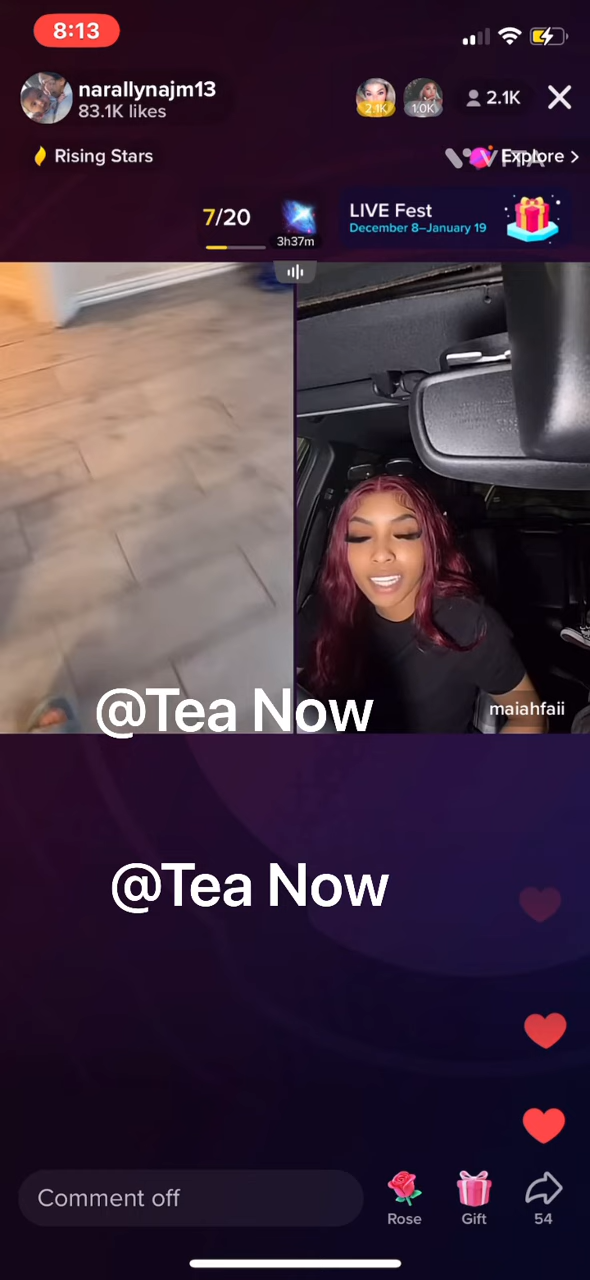 8:13
narallynajm13
83.1K likes
2.1K
1.0K
2.1K
Rising Stars
Explore >
7/20
3h37m
LIVE Fest
December 8–January 19
maiahfaii
@Tea Now
@Tea Now
Comment off
Rose
Gift
54